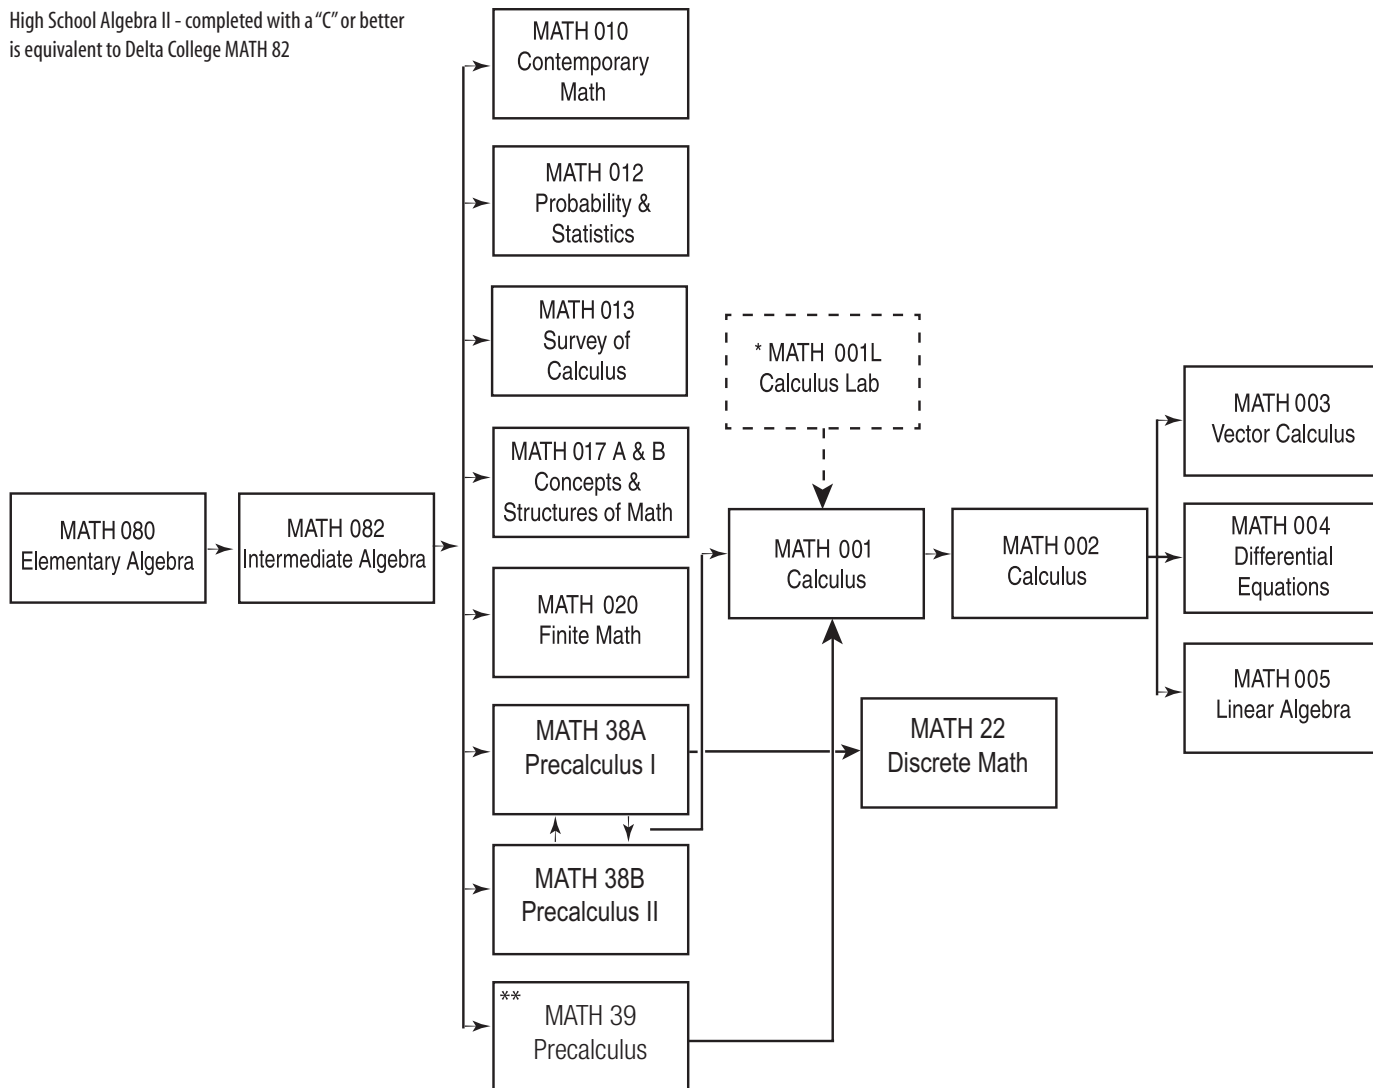 High School Algebra II - completed with a “C” or better
is equivalent to Delta College MATH 82
MATH 010
Contemporary
Math
MATH 012
Probability &
Statistics
MATH 013
Survey of
Calculus
* MATH 001L
Calculus Lab
MATH 003
Vector Calculus
MATH 017 A & B
Concepts &
Structures of Math
MATH 080
Elementary Algebra
MATH 082
Intermediate Algebra
MATH 001
Calculus
MATH 002
Calculus
MATH 004
Differential
Equations
MATH 020
Finite Math
MATH 005
Linear Algebra
MATH 38A
Precalculus I
MATH 22
Discrete Math
MATH 38B
Precalculus II
**
MATH 39
Precalculus